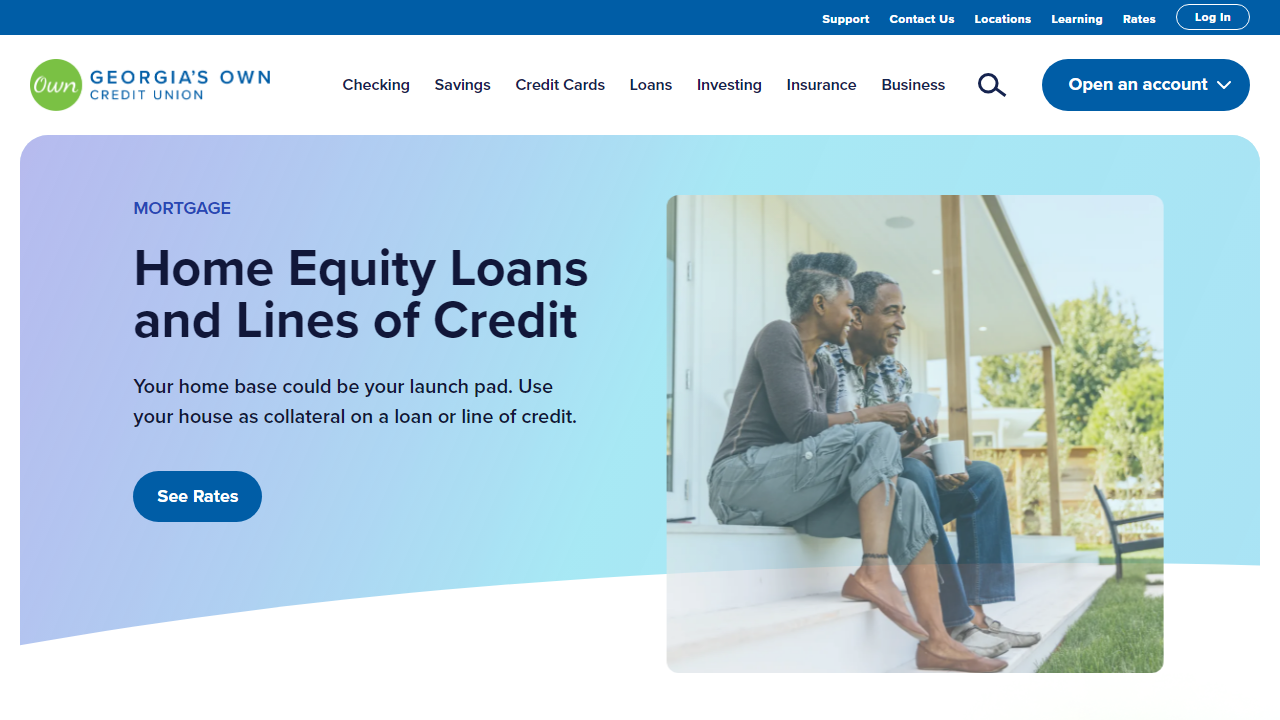 Support Contact Us Locations Learning Rates Log In
Own GEORGIA'S OWN
CREDIT UNION
Checking Savings Credit Cards Loans Investing Insurance Business Open an account
MORTGAGE
Home Equity Loans
and Lines of Credit
Your home base could be your launch pad. Use
your house as collateral on a loan or line of credit.
See Rates